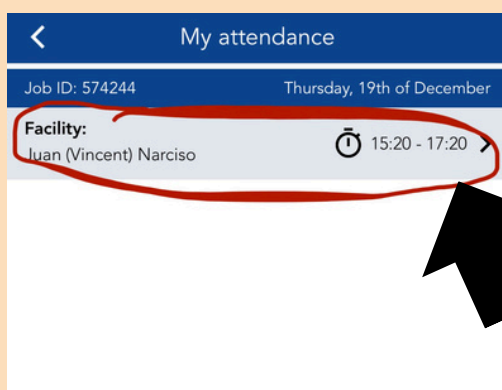 My attendance
Job ID: 574244 Thursday, 19th of December
Facility:
Juan (Vincent) Narciso 15:20 - 17:20